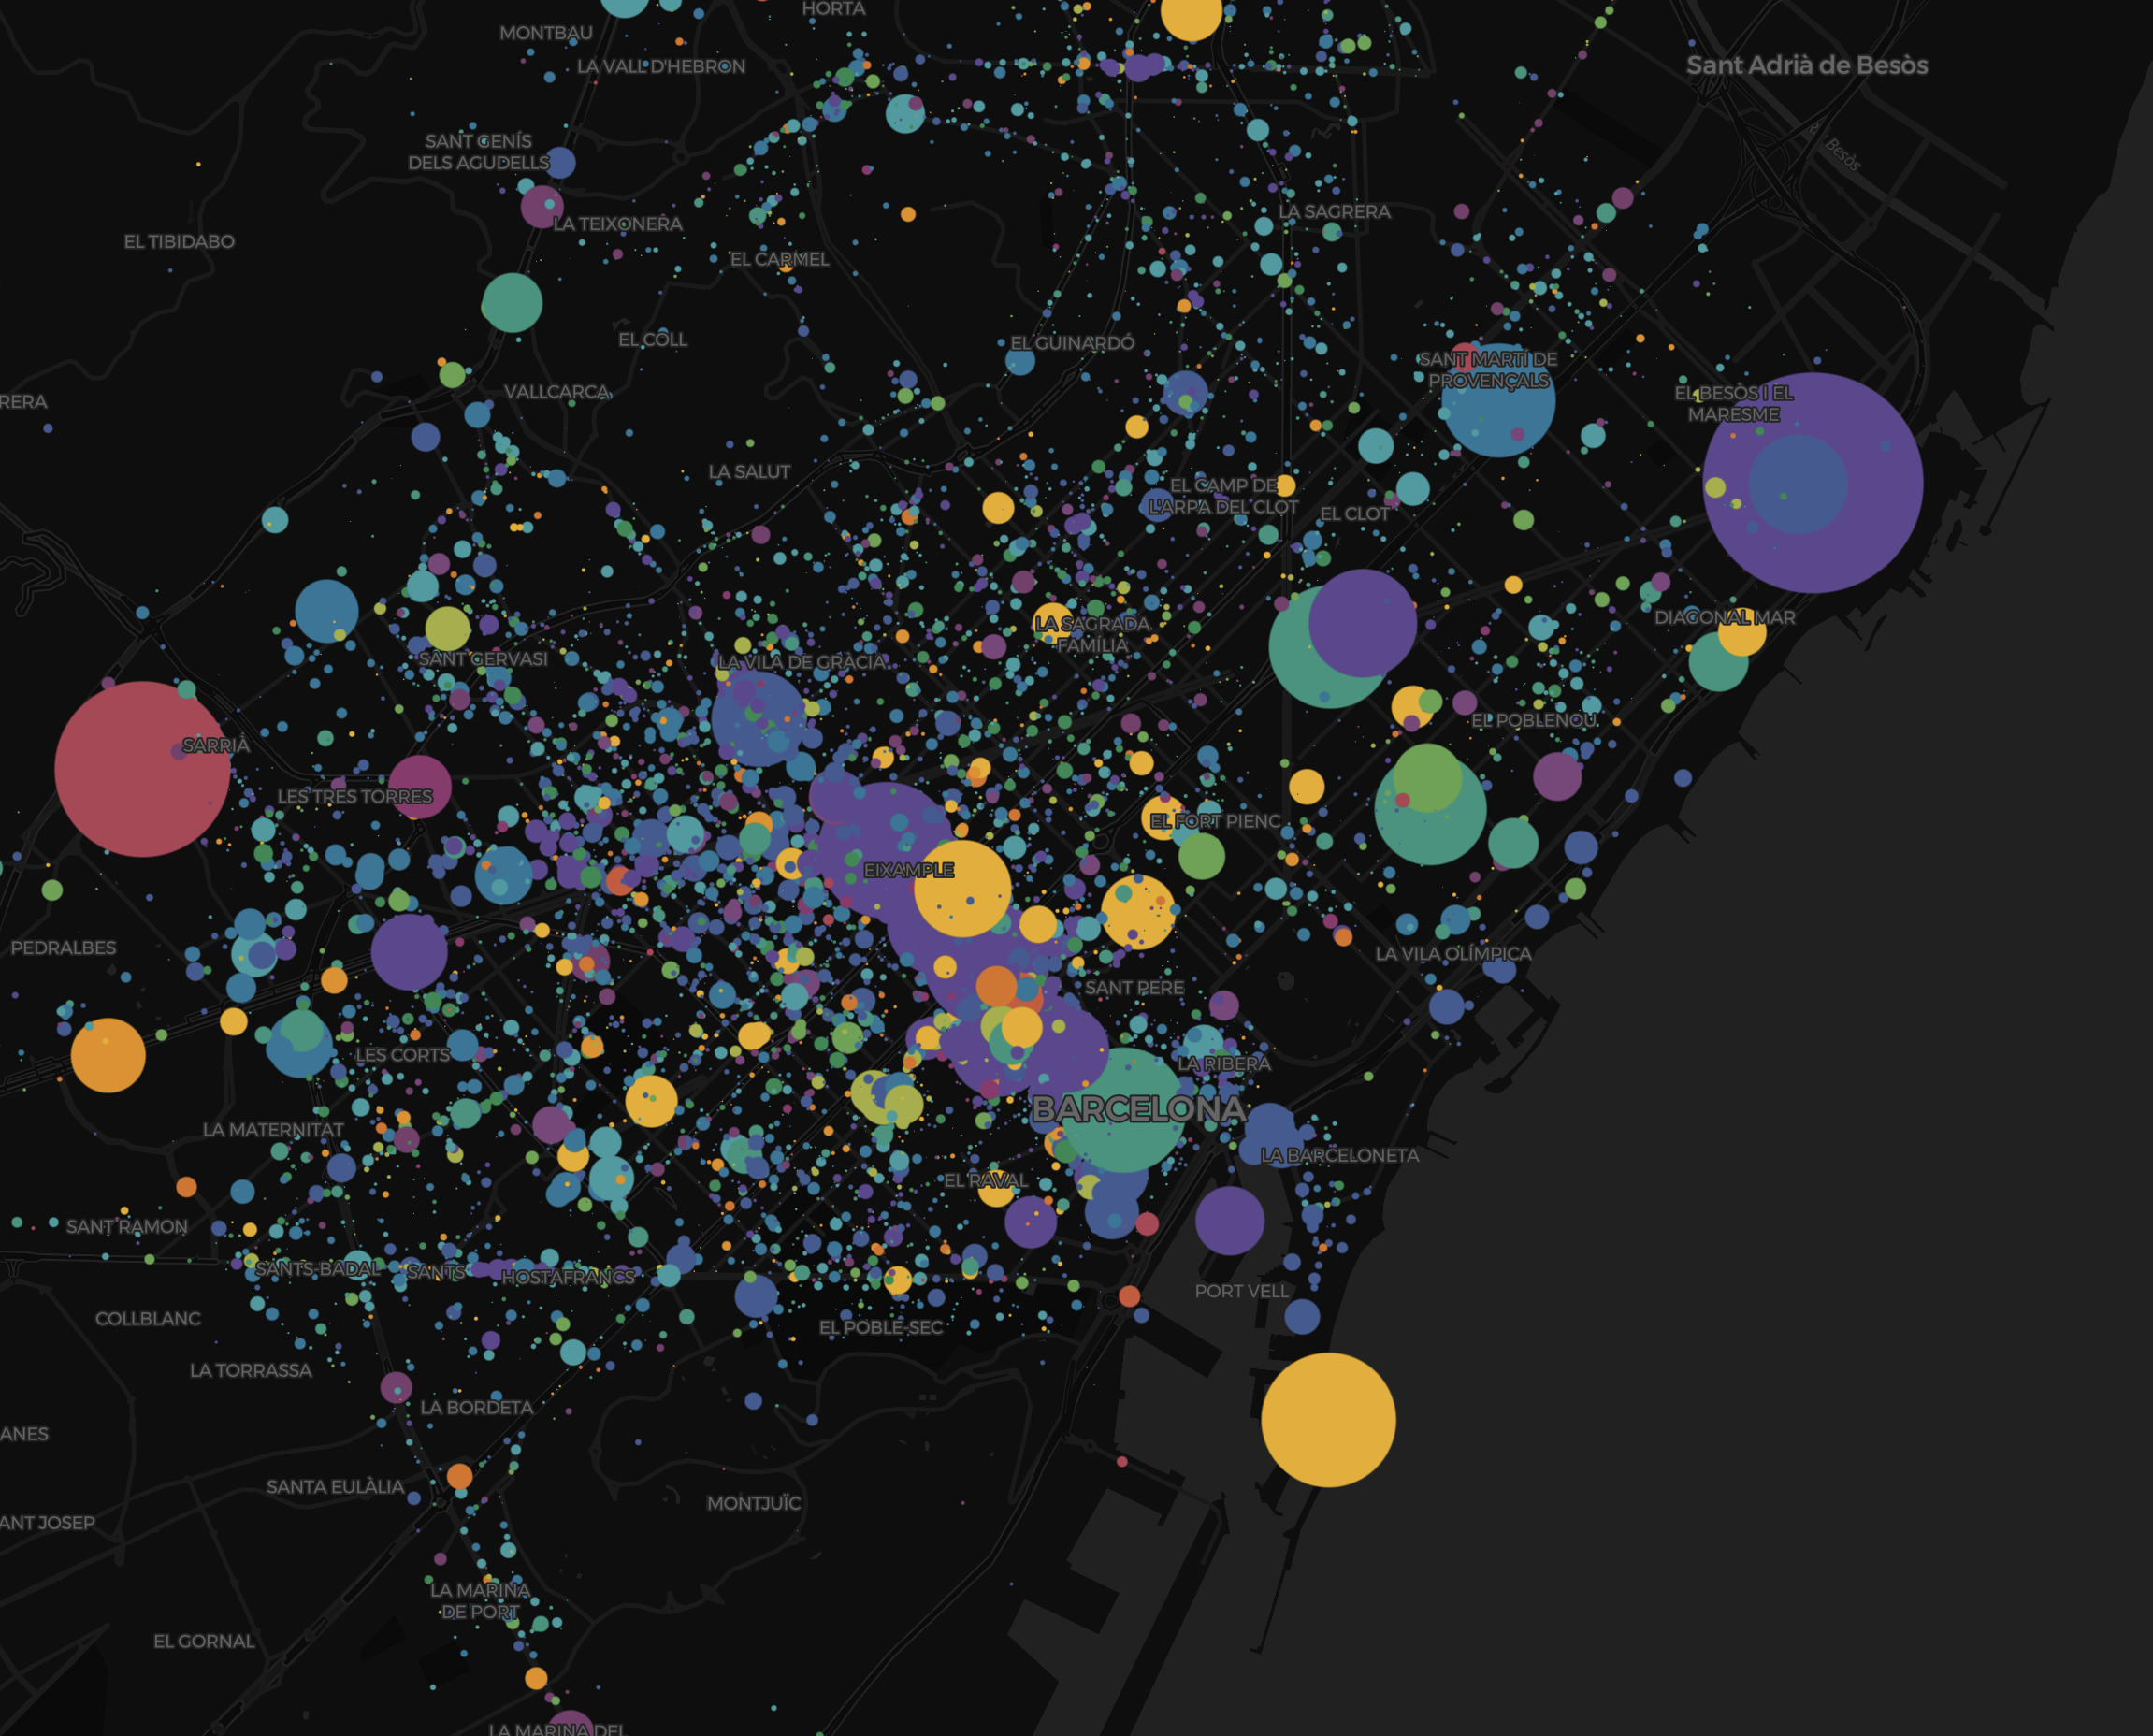 HORTA
MONTBAU
LA VALL D'HEBRON
Sant Adrià de Besòs
SANT GENÍS
DELS AGUDELLS
Besòs
LA TEIXONERA
LA SAGRERA
EL TIBIDABO
EL CARMEL
EL COLL
EL GUINARDÓ
SANT MARTÍ DE
PROVENÇALS
VALLCARCA
EL BESÒS I EL
MARESME
RERA
LA SALUT
EL CAMP DE
L'ARPA DEL CLOT
EL CLOT
DIAGONAL MAR
LA SAGRADA
FAMÍLIA
SANT GERVASI
LA VILA DE GRÀCIA
EL POBLENOU
SARRIÀ
LES TRES TORRES
EL FORT PIENC
EIXAMPLE
PEDRALBES
LA VILA OLÍMPICA
SANT PERE
LES CORTS
LA RIBERA
BARCELONA
LA MATERNITAT
LA BARCELONETA
EL RAVAL
SANT RAMON
SANTS-BADAL
SANTS
HOSTAFRANCS
PORT VELL
COLLBLANC
EL POBLE-SEC
LA TORRASSA
LA BORDETA
ANES
SANTA EULÀLIA
MONTJUÏC
ANT JOSEP
LA MARINA
DE PORT
EL GORNAL
LA MARINA DEL